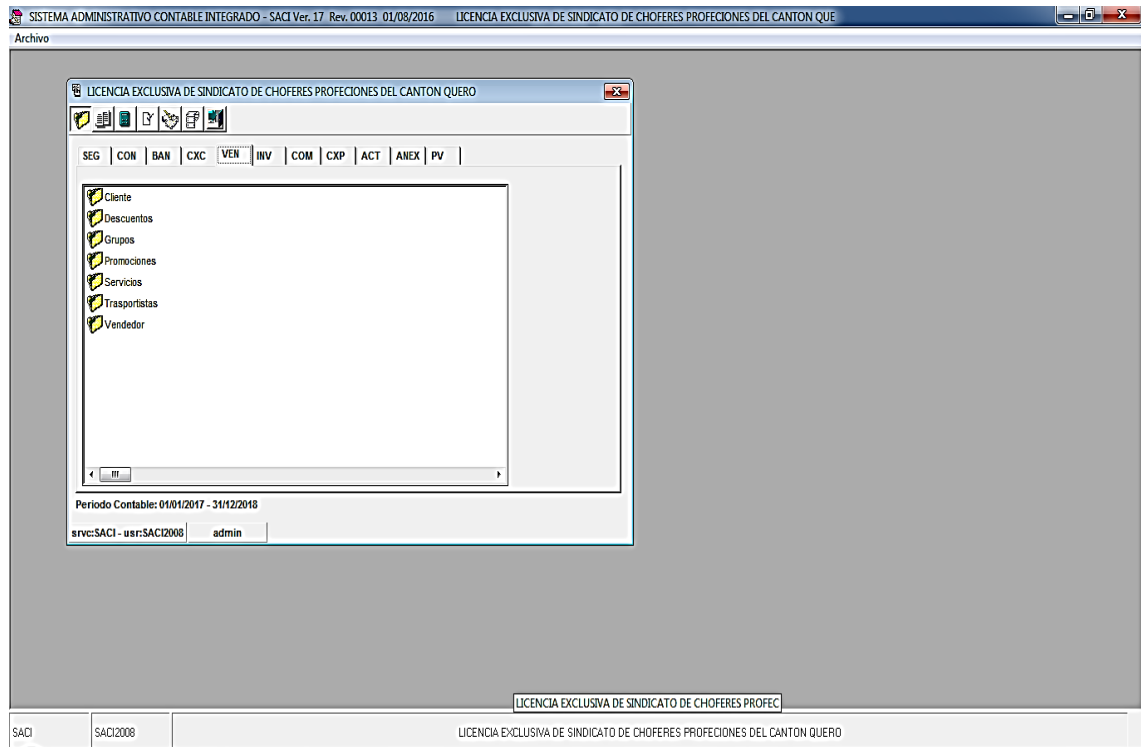 SISTEMA ADMINISTRATIVO CONTABLE INTEGRADO - SACI Ver. 17 Rev. 00013 01/08/2016 LICENCIA EXCLUSIVA DE SINDICATO DE CHOFERES PROFECIONES DEL CANTON QUE
Archivo
LICENCIA EXCLUSIVA DE SINDICATO DE CHOFERES PROFECIONES DEL CANTON QUERO
SEG CON BAN CXC VEN INV COM CXP ACT ANEX PV
Cliente
Descuentos
Grupos
Promociones
Servicios
Trasportistas
Vendedor
Periodo Contable: 01/01/2017 - 31/12/2018
srvc:SACI - usr:SACI2008 admin
LICENCIA EXCLUSIVA DE SINDICATO DE CHOFERES PROFEC
SACI SACI2008 LICENCIA EXCLUSIVA DE SINDICATO DE CHOFERES PROFECIONES DEL CANTON QUERO